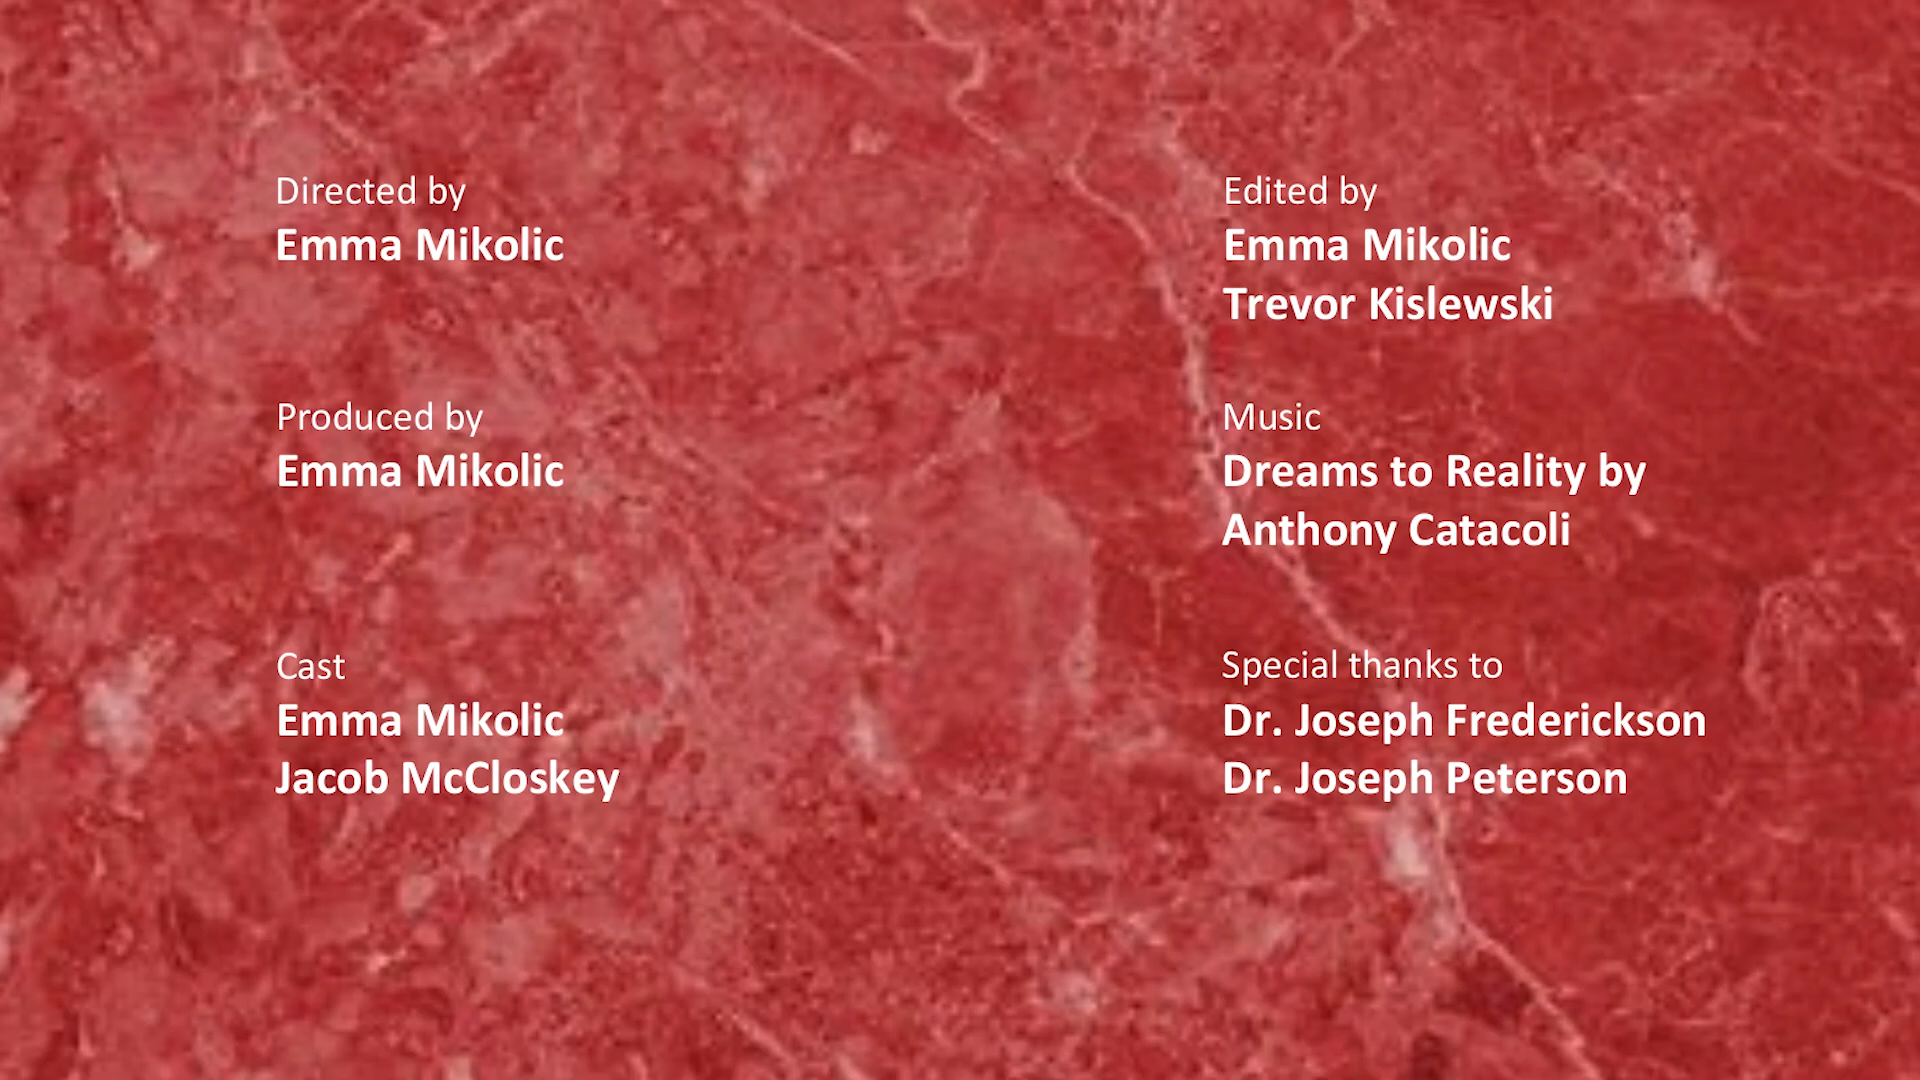 Directed by
Emma Mikolic
Produced by
Emma Mikolic
Cast
Emma Mikolic
Jacob McCloskey
Edited by
Emma Mikolic
Trevor Kislewski
Music
Dreams to Reality by
Anthony Catacoli
Special thanks to
Dr. Joseph Frederickson
Dr. Joseph Peterson